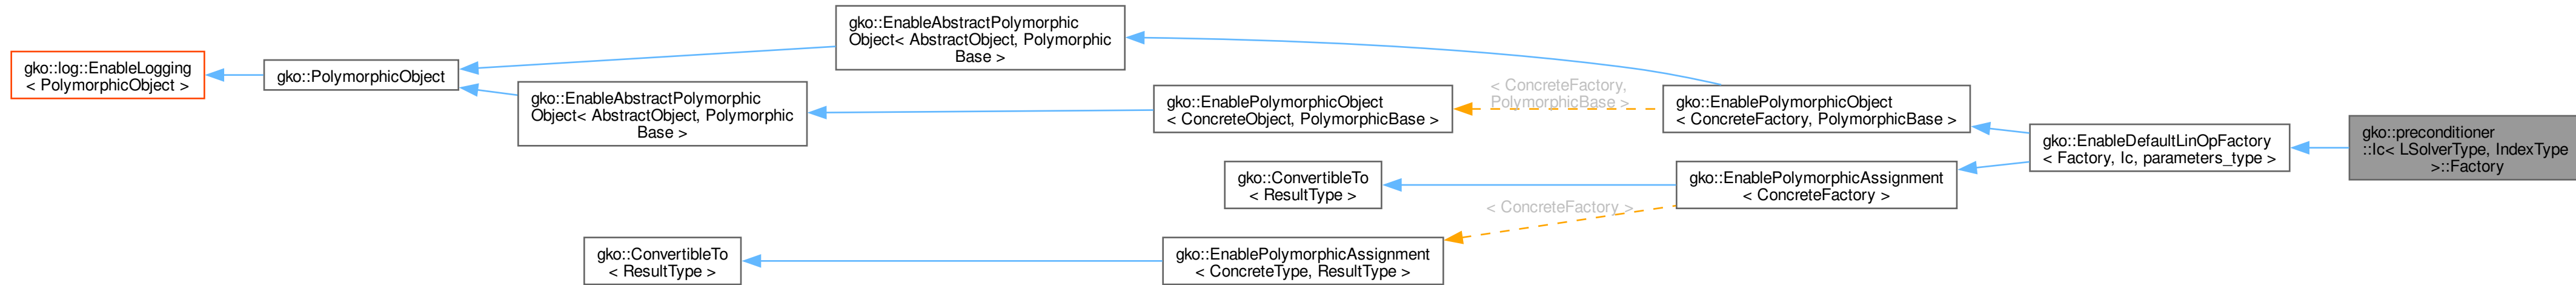 gko::log::EnableLogging
< PolymorphicObject >
gko::PolymorphicObject
gko::EnableAbstractPolymorphic
Object< AbstractObject, Polymorphic
Base >
gko::EnableAbstractPolymorphic
Object< AbstractObject, Polymorphic
Base >
gko::EnablePolymorphicObject
< ConcreteObject, PolymorphicBase >
< ConcreteFactory,
PolymorphicBase >
gko::EnablePolymorphicObject
< ConcreteFactory, PolymorphicBase >
gko::ConvertibleTo
< ResultType >
gko::EnablePolymorphicAssignment
< ConcreteFactory >
< ConcreteFactory >
gko::ConvertibleTo
< ResultType >
gko::EnablePolymorphicAssignment
< ConcreteType, ResultType >
gko::EnableDefaultLinOpFactory
< Factory, Ic, parameters_type >
gko::preconditioner
::Ic< LSolverType, IndexType
>::Factory